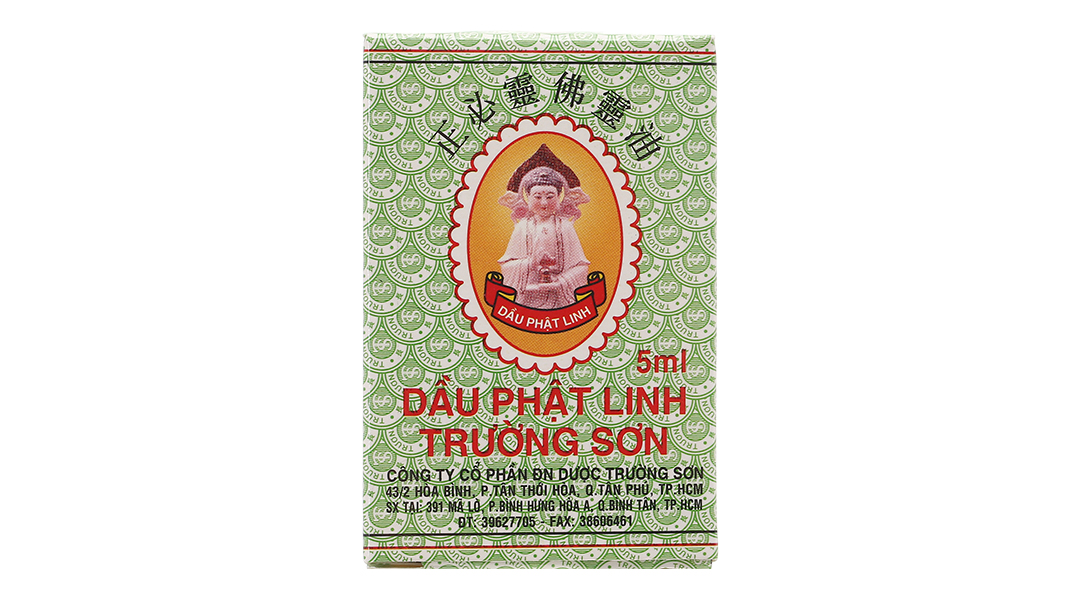 正必靈佛靈油
DẦU PHẬT LINH
5ml
DẦU PHẬT LINH
TRƯỜNG SƠN
CÔNG TY CỔ PHẦN ĐN DƯỢC TRƯỜNG SƠN
43/2 HÒA BÌNH, P.TÂN THỚI HÒA, Q.TÂN PHÚ, TP.HCM
SX TẠI: 391 MÃ LÒ, P.BÌNH HƯNG HÒA A, Q.BÌNH TÂN, TP.HCM
ĐT: 39627705 - FAX: 38606461